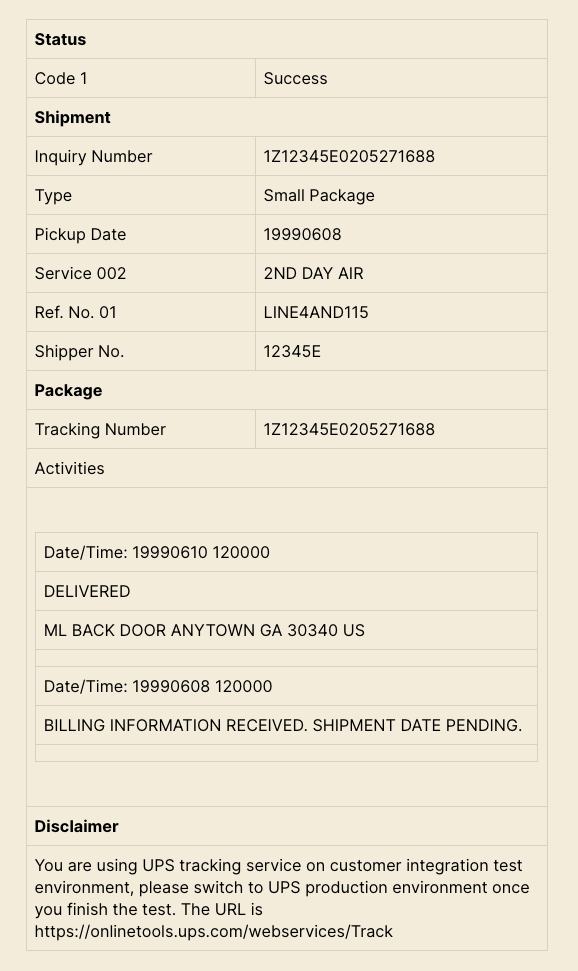 Status
Code 1 Success
Shipment
Inquiry Number 1Z12345E0205271688
Type Small Package
Pickup Date 19990608
Service 002 2ND DAY AIR
Ref. No. 01 LINE4AND115
Shipper No. 12345E
Package
Tracking Number 1Z12345E0205271688
Activities
Date/Time: 19990610 120000
DELIVERED
ML BACK DOOR ANYTOWN GA 30340 US
Date/Time: 19990608 120000
BILLING INFORMATION RECEIVED. SHIPMENT DATE PENDING.
Disclaimer
You are using UPS tracking service on customer integration test
environment, please switch to UPS production environment once
you finish the test. The URL is
https://onlinetools.ups.com/webservices/Track